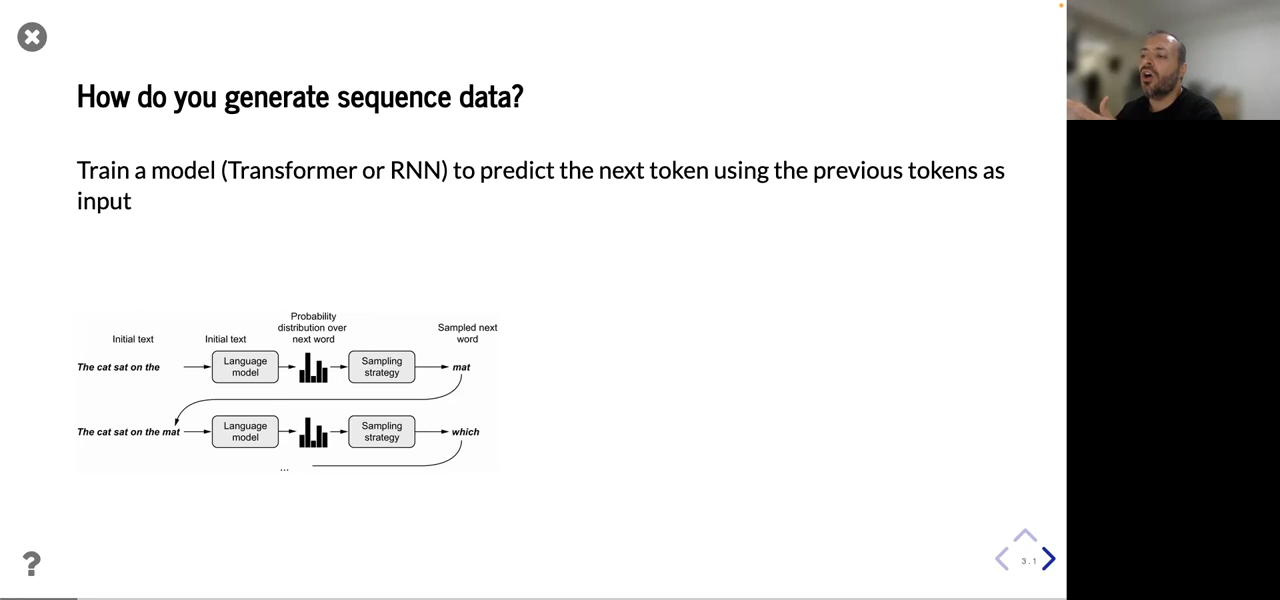 How do you generate sequence data?
Train a model (Transformer or RNN) to predict the next token using the previous tokens as
input
Initial text
Initial text
Probability
distribution over
next word
Sampled next
word
The cat sat on the
Language
model
Sampling
strategy
mat
The cat sat on the mat
Language
model
Sampling
strategy
which
...
?
3.1